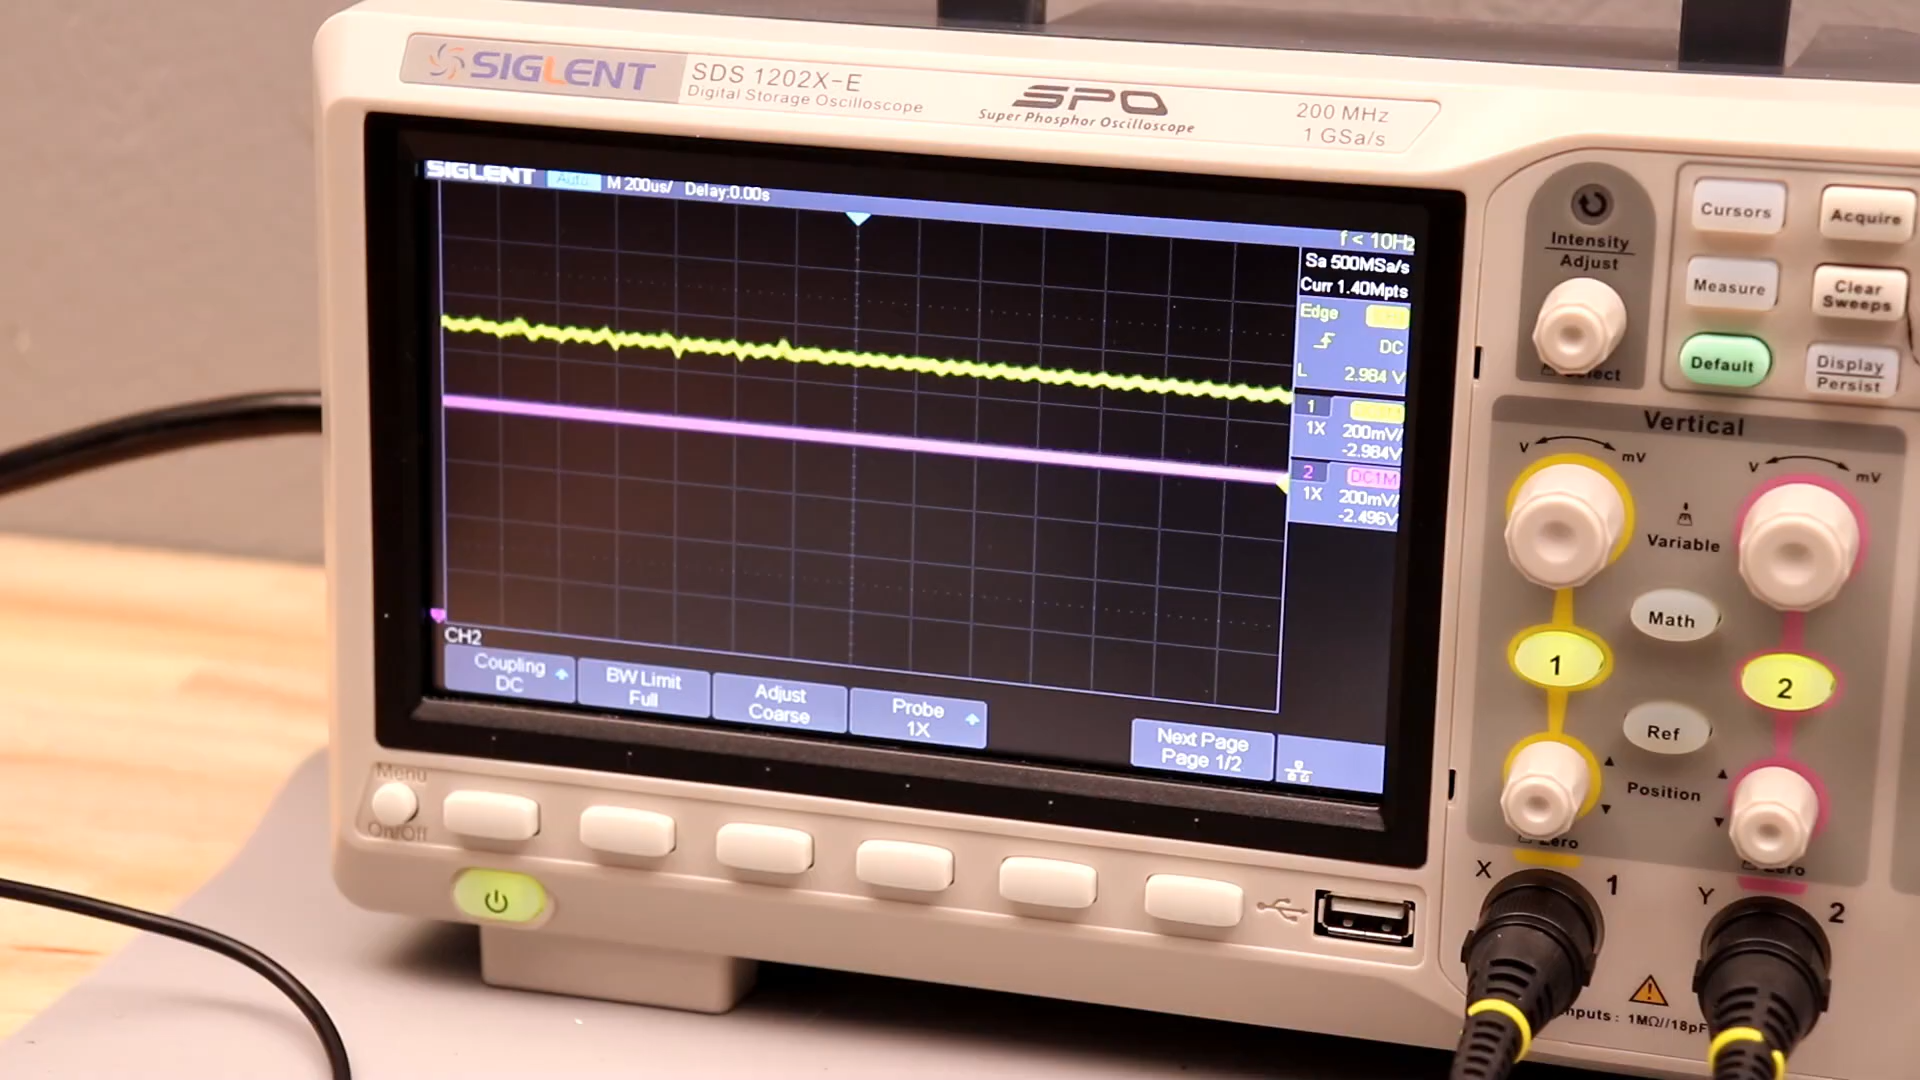 SIGLENT
SDS 1202X-E
Digital Storage Oscilloscope
SPO
Super Phosphor Oscilloscope
200 MHz
1 GSa/s
SIGLENT Auto M 200us/ Delay:0.00s
f < 10Hz
Sa 500MSa/s
Curr 1.40Mpts
Edge
DC
L 2.984 V
1
1X 200mV/
-2.984V
2 DC1M
1X 200mV/
-2.496V
CH2
Coupling
DC
BW Limit
Full
Adjust
Coarse
Probe
1X
Next Page
Page 1/2
Menu
On/Off
Intensity
Adjust
Cursors
Acquire
Measure
Clear
Sweeps
Default
Display
Persist
Vertical
V mV
V mV
Variable
Math
1
2
Ref
Position
Zero
X 1
Y 2
1MΩ//18pF